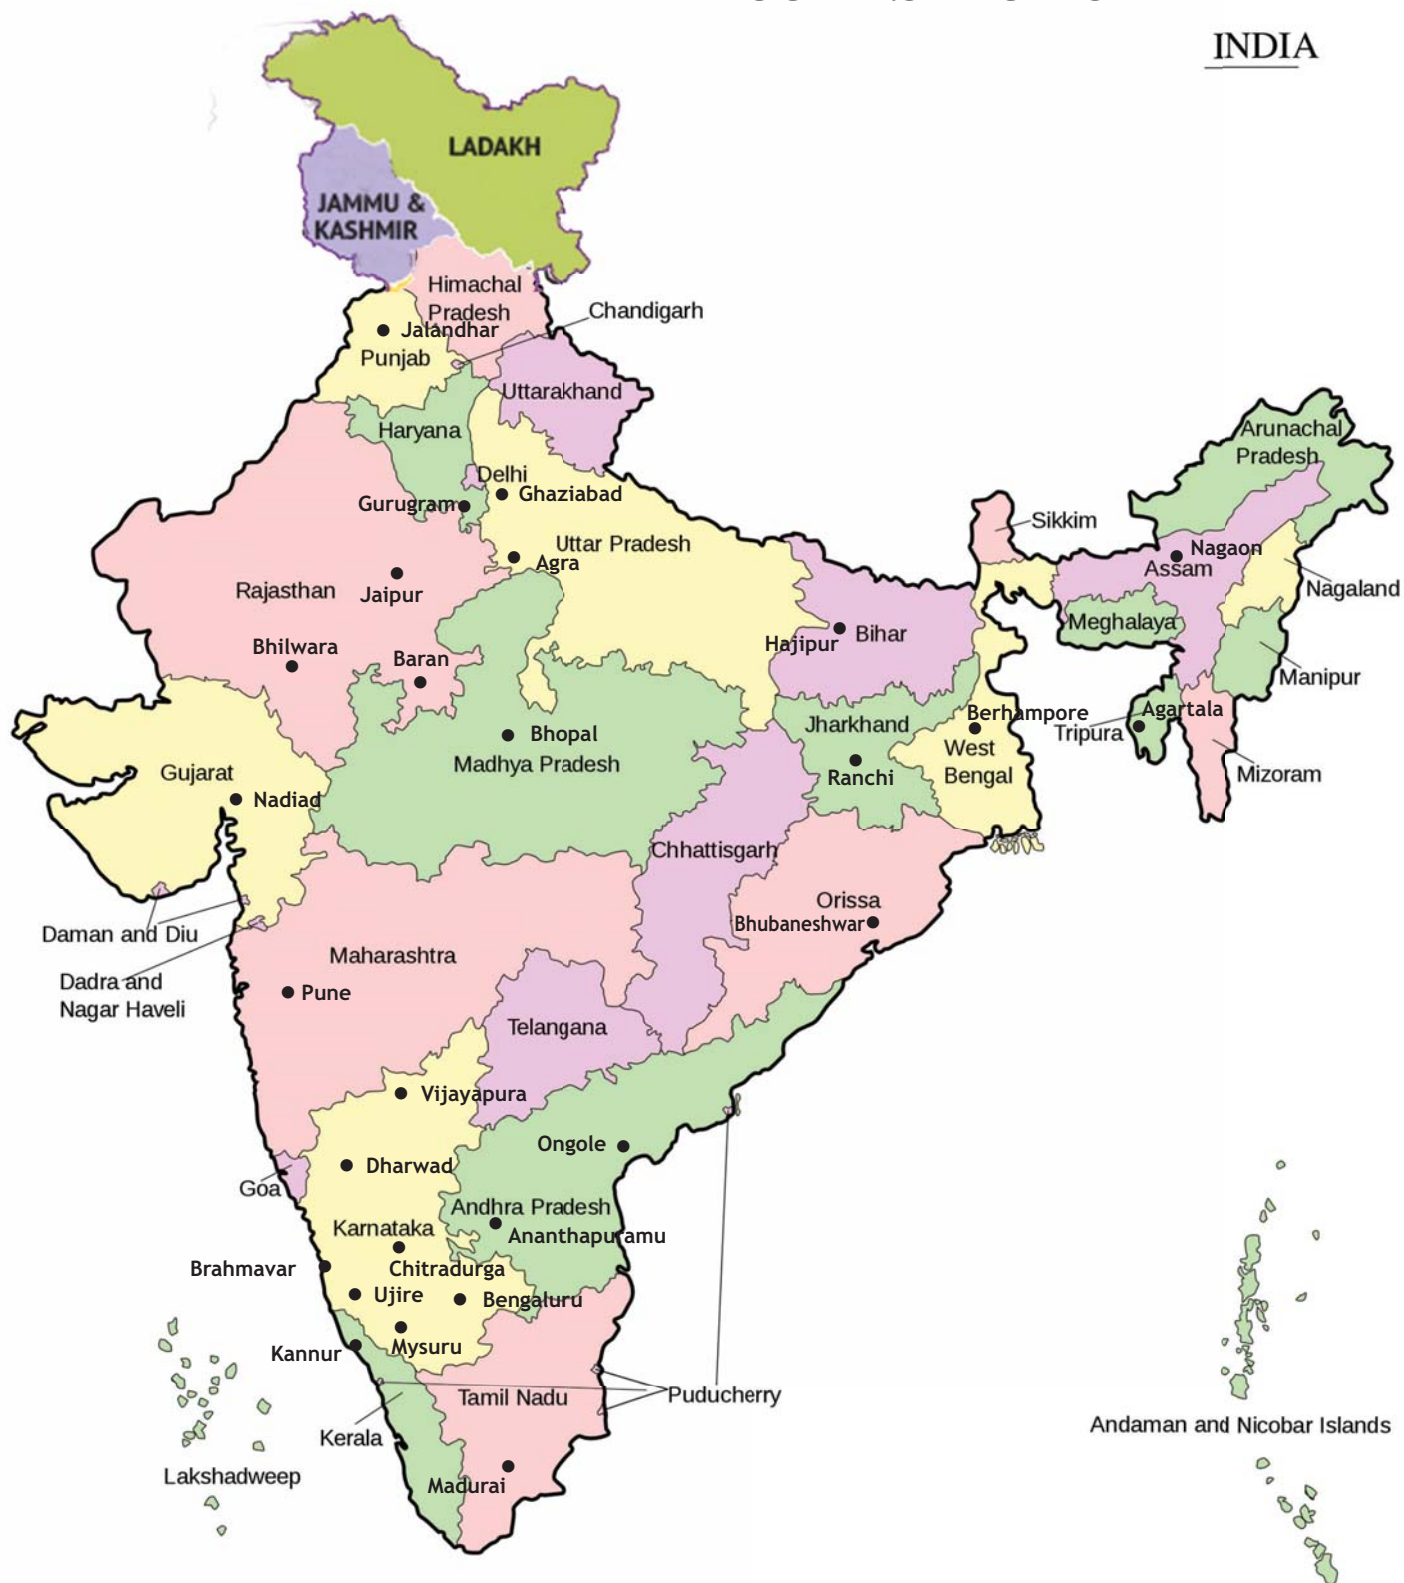 INDIA
LADAKH
JAMMU &
KASHMIR
Himachal
Pradesh
Chandigarh
Jalandhar
Punjab
Uttarakhand
Haryana
Delhi
Ghaziabad
Gurugram
Uttar Pradesh
Agra
Rajasthan
Jaipur
Bhilwara
Baran
Hajipur
Bihar
Sikkim
Arunachal
Pradesh
Nagaon
Assam
Nagaland
Meghalaya
Manipur
Agartala
Tripura
Mizoram
Berhampore
West
Bengal
Jharkhand
Ranchi
Bhopal
Madhya Pradesh
Gujarat
Nadiad
Chhattisgarh
Orissa
Bhubaneshwar
Daman and Diu
Dadra and
Nagar Haveli
Maharashtra
Pune
Telangana
Vijayapura
Dharwad
Ongole
Goa
Andhra Pradesh
Ananthapuramu
Karnataka
Chitradurga
Brahmavar
Ujire
Bengaluru
Mysuru
Kannur
Tamil Nadu
Puducherry
Kerala
Lakshadweep
Madurai
Andaman and Nicobar Islands